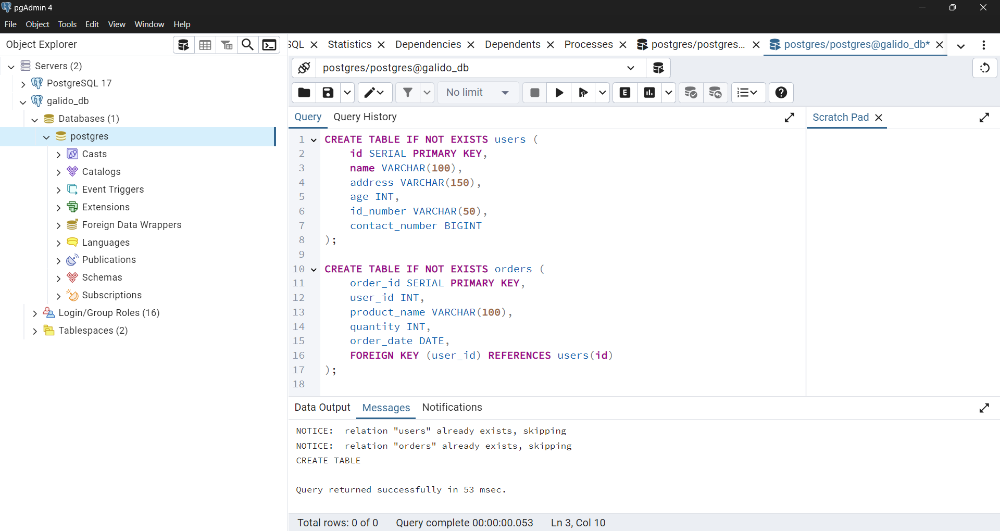 pgAdmin 4
File Object Tools Edit View Window Help
Object Explorer
SQL Statistics Dependencies Dependents Processes postgres/postgres... postgres/postgres@galido_db*
Servers (2)
PostgreSQL 17
galido_db
Databases (1)
postgres
Casts
Catalogs
Event Triggers
Extensions
Foreign Data Wrappers
Languages
Publications
Schemas
Subscriptions
Login/Group Roles (16)
Tablespaces (2)
postgres/postgres@galido_db
No limit
E
Query Query History
Scratch Pad
1 CREATE TABLE IF NOT EXISTS users (
2 id SERIAL PRIMARY KEY,
3 name VARCHAR(100),
4 address VARCHAR(150),
5 age INT,
6 id_number VARCHAR(50),
7 contact_number BIGINT
8 );
9
10 CREATE TABLE IF NOT EXISTS orders (
11 order_id SERIAL PRIMARY KEY,
12 user_id INT,
13 product_name VARCHAR(100),
14 quantity INT,
15 order_date DATE,
16 FOREIGN KEY (user_id) REFERENCES users(id)
17 );
18
Data Output Messages Notifications
NOTICE:  relation "users" already exists, skipping
NOTICE:  relation "orders" already exists, skipping
CREATE TABLE
Query returned successfully in 53 msec.
Total rows: 0 of 0 Query complete 00:00:00.053 Ln 3, Col 10